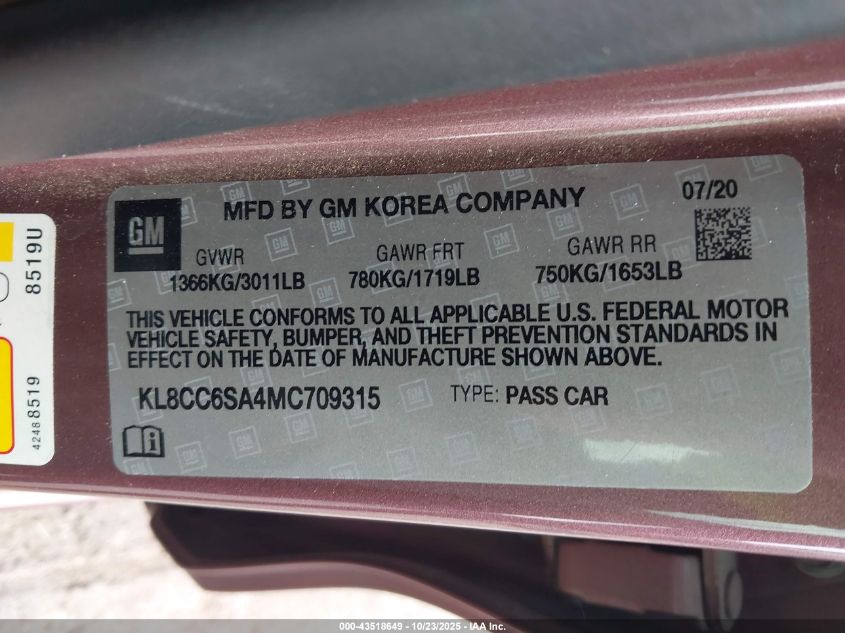 GM
MFD BY GM KOREA COMPANY
07/20
GVWR
1366KG/3011LB
GAWR FRT
780KG/1719LB
GAWR RR
750KG/1653LB
THIS VEHICLE CONFORMS TO ALL APPLICABLE U.S. FEDERAL MOTOR
VEHICLE SAFETY, BUMPER, AND THEFT PREVENTION STANDARDS IN
EFFECT ON THE DATE OF MANUFACTURE SHOWN ABOVE.
KL8CC6SA4MC709315
TYPE: PASS CAR
8519U
42488519
000-43518649 - 10/23/2025 - IAA Inc.